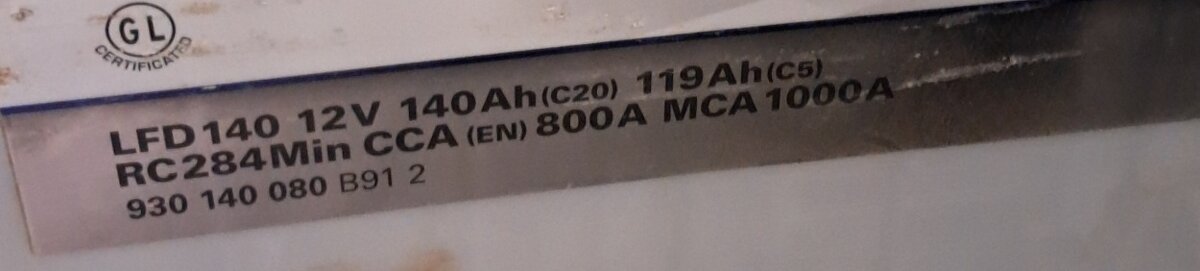 GL
CERTIFICATED
LFD140 12V 140Ah(C20) 119Ah(C5)
RC284Min CCA (EN) 800A MCA1000A
930 140 080 B91 2